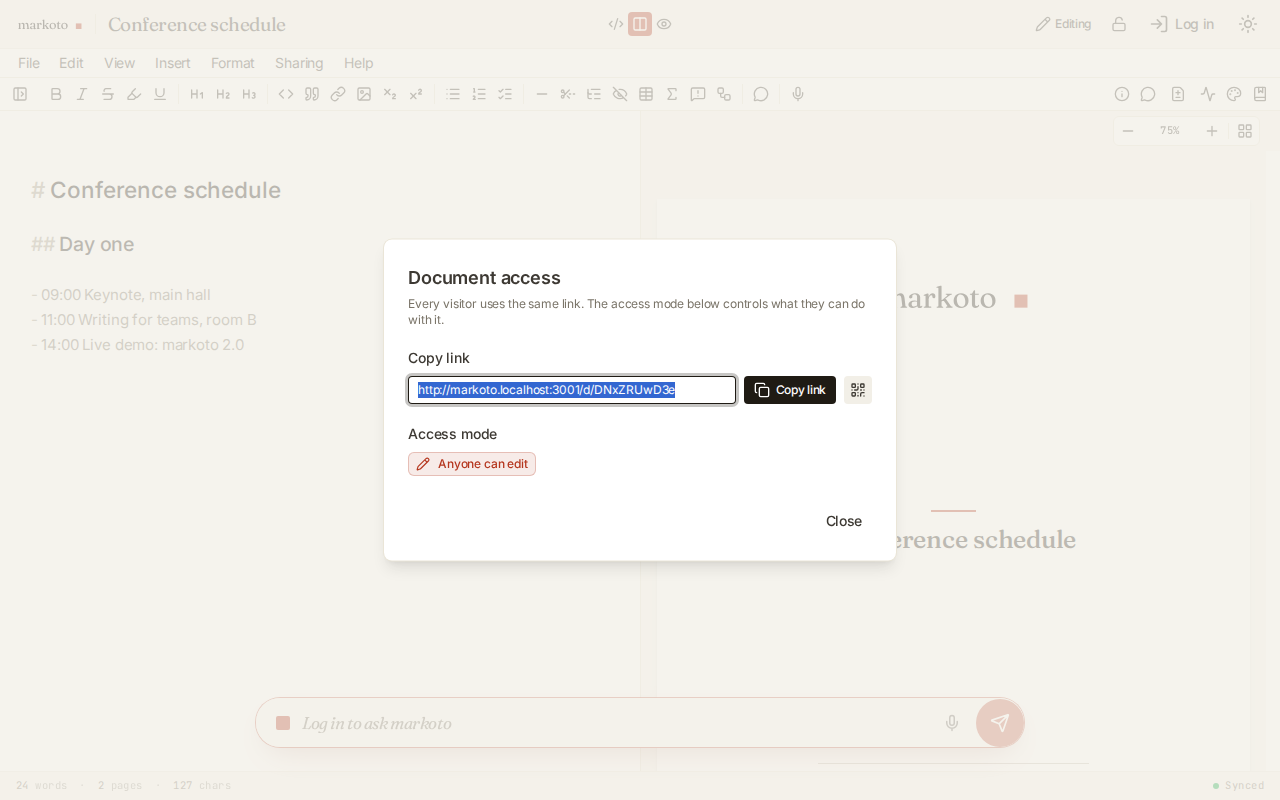 markoto
Conference schedule
Editing
Log in
File Edit View Insert Format Sharing Help
H1 H2 H3
75%
# Conference schedule
## Day one
- 09:00 Keynote, main hall
- 11:00 Writing for teams, room B
- 14:00 Live demo: markoto 2.0
markoto
erence schedule
Document access
Every visitor uses the same link. The access mode below controls what they can do
with it.
Copy link
http://markoto.localhost:3001/d/DNxZRUwD3e
Copy link
Access mode
Anyone can edit
Close
Log in to ask markoto
24 words · 2 pages · 127 chars
Synced